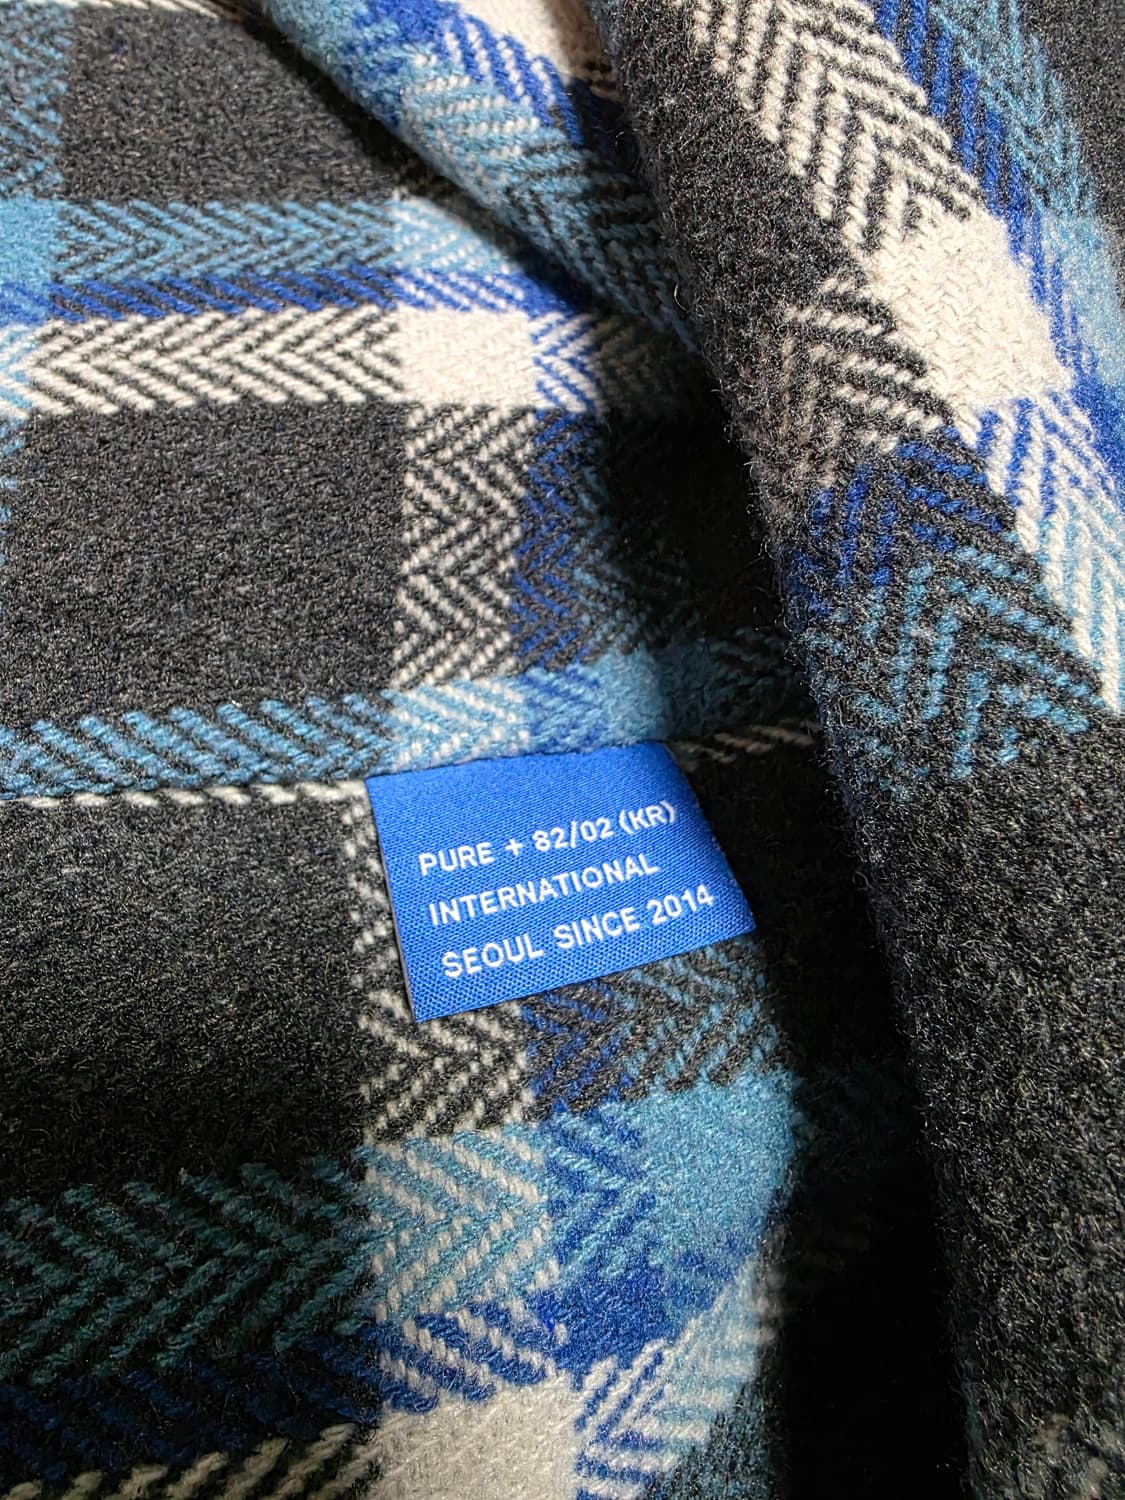 PURE + 82/02 (KR)
INTERNATIONAL
SEOUL SINCE 2014